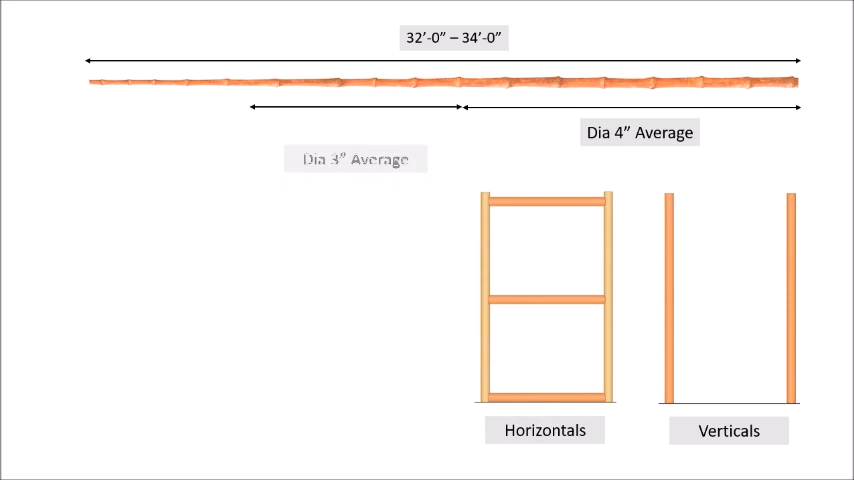 32’-0” – 34’-0”
Dia 4” Average
Dia 3” Average
Horizontals
Verticals